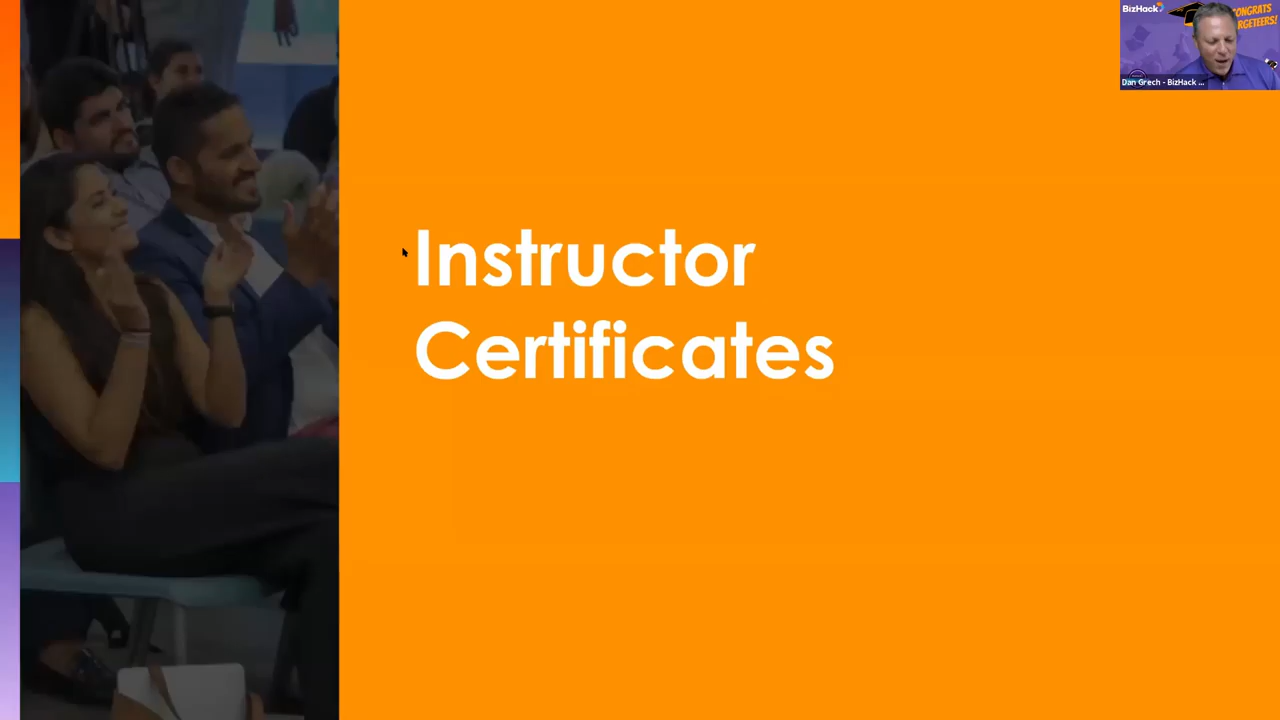 Instructor
Certificates
BizHack
CONGRATS
RGETEERS!
Dan Grech - BizHack ...